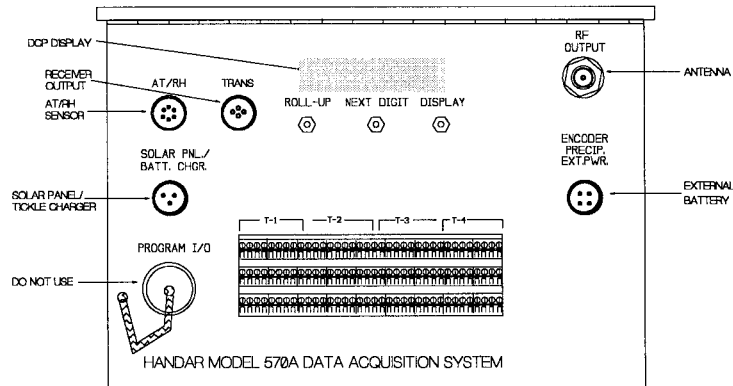 DCP DISPLAY
RF
OUTPUT
RECEIVER
OUTPUT
AT/RH
TRANS
ANTENNA
AT/RH
SENSOR
ROLL-UP NEXT DIGIT DISPLAY
SOLAR PNL./
BATT. CHGR.
ENCODER
PRECIP.
EXT.PWR.
SOLAR PANEL/
TICKLE CHARGER
EXTERNAL
BATTERY
T-1 T-2 T-3 T-4
PROGRAM I/O
DO NOT USE
HANDAR MODEL 570A DATA ACQUISITION SYSTEM